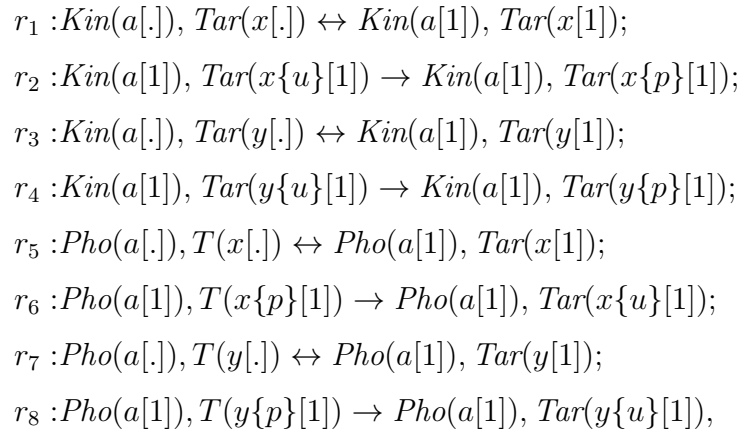 r₁ : Kin(a[.]), Tar(x[.]) ↔ Kin(a[1]), Tar(x[1]);
r₂ : Kin(a[1]), Tar(x{u}[1]) → Kin(a[1]), Tar(x{p}[1]);
r₃ : Kin(a[.]), Tar(y[.]) ↔ Kin(a[1]), Tar(y[1]);
r₄ : Kin(a[1]), Tar(y{u}[1]) → Kin(a[1]), Tar(y{p}[1]);
r₅ : Pho(a[.]), T(x[.]) ↔ Pho(a[1]), Tar(x[1]);
r₆ : Pho(a[1]), T(x{p}[1]) → Pho(a[1]), Tar(x{u}[1]);
r₇ : Pho(a[.]), T(y[.]) ↔ Pho(a[1]), Tar(y[1]);
r₈ : Pho(a[1]), T(y{p}[1]) → Pho(a[1]), Tar(y{u}[1]),